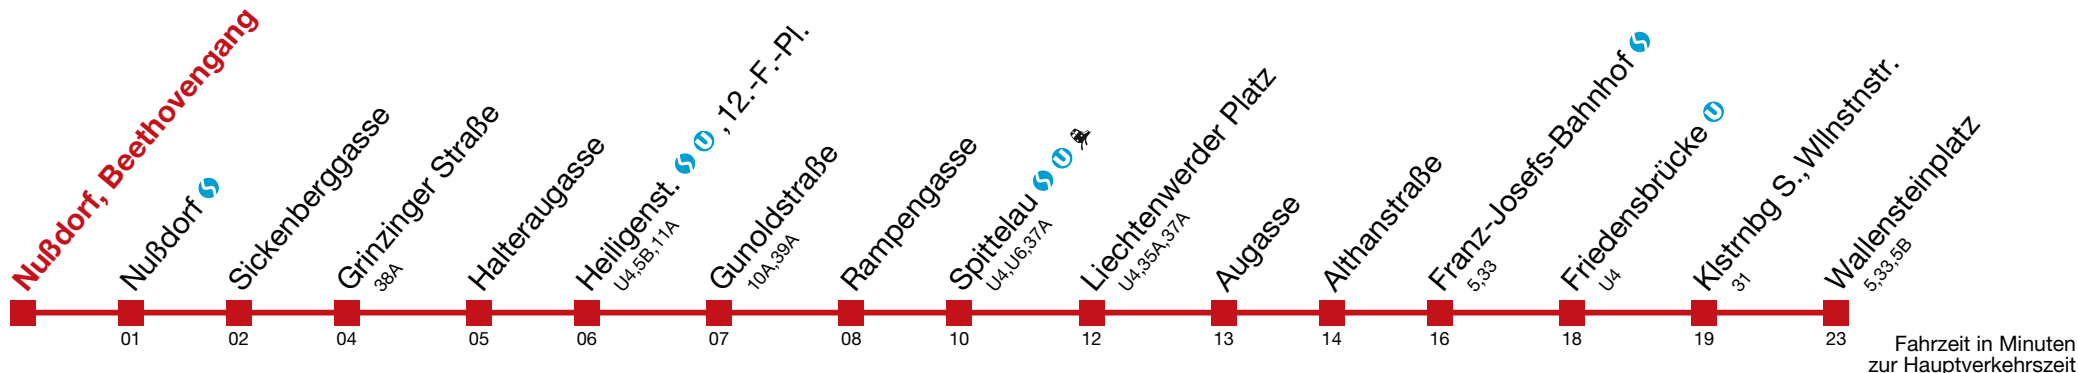 Nußdorf, Beethovengang
Nußdorf
Sickenberggasse
Grinzinger Straße
38A
Halteraugasse
Heiligenst. U , 12.-F.-Pl.
U4,5B,11A
Gunoldstraße
10A,39A
Rampengasse
Spittelau U
U4,U6,37A
Liechtenwerder Platz
U4,35A,37A
Augasse
Althanstraße
Franz-Josefs-Bahnhof
5,33
Friedensbrücke U
U4
Klstrnbg S., Wllnstnstr.
31
Wallensteinplatz
5,33,5B
01 02 04 05 06 07 08 10 12 13 14 16 18 19 23
Fahrzeit in Minuten
zur Hauptverkehrszeit